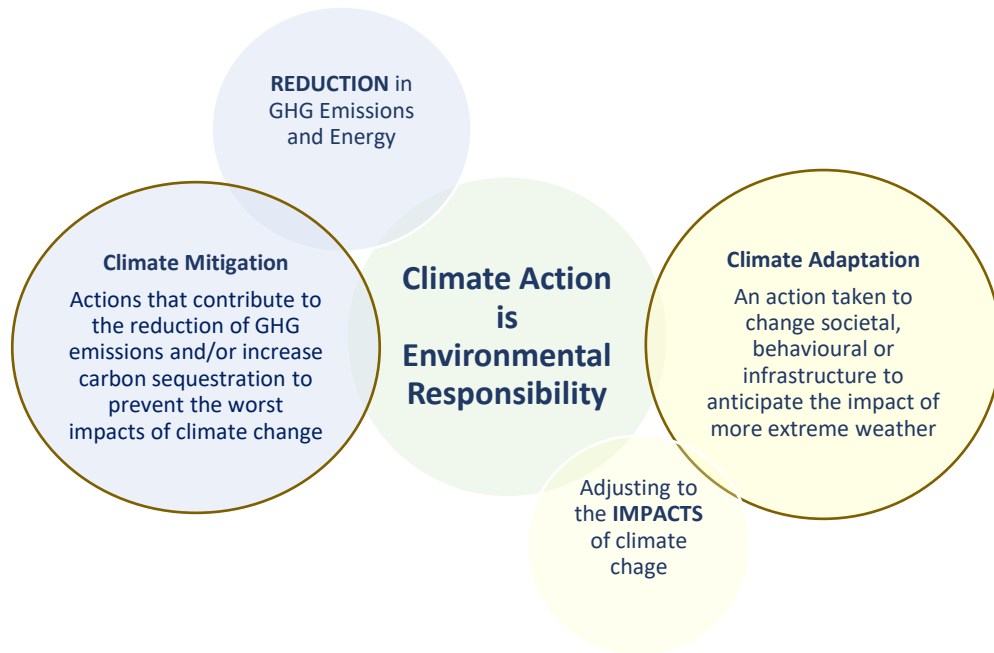 REDUCTION in
GHG Emissions
and Energy
Climate Mitigation
Actions that contribute to
the reduction of GHG
emissions and/or increase
carbon sequestration to
prevent the worst
impacts of climate change
Climate Action
is
Environmental
Responsibility
Climate Adaptation
An action taken to
change societal,
behavioural or
infrastructure to
anticipate the impact of
more extreme weather
Adjusting to
the IMPACTS
of climate
chage